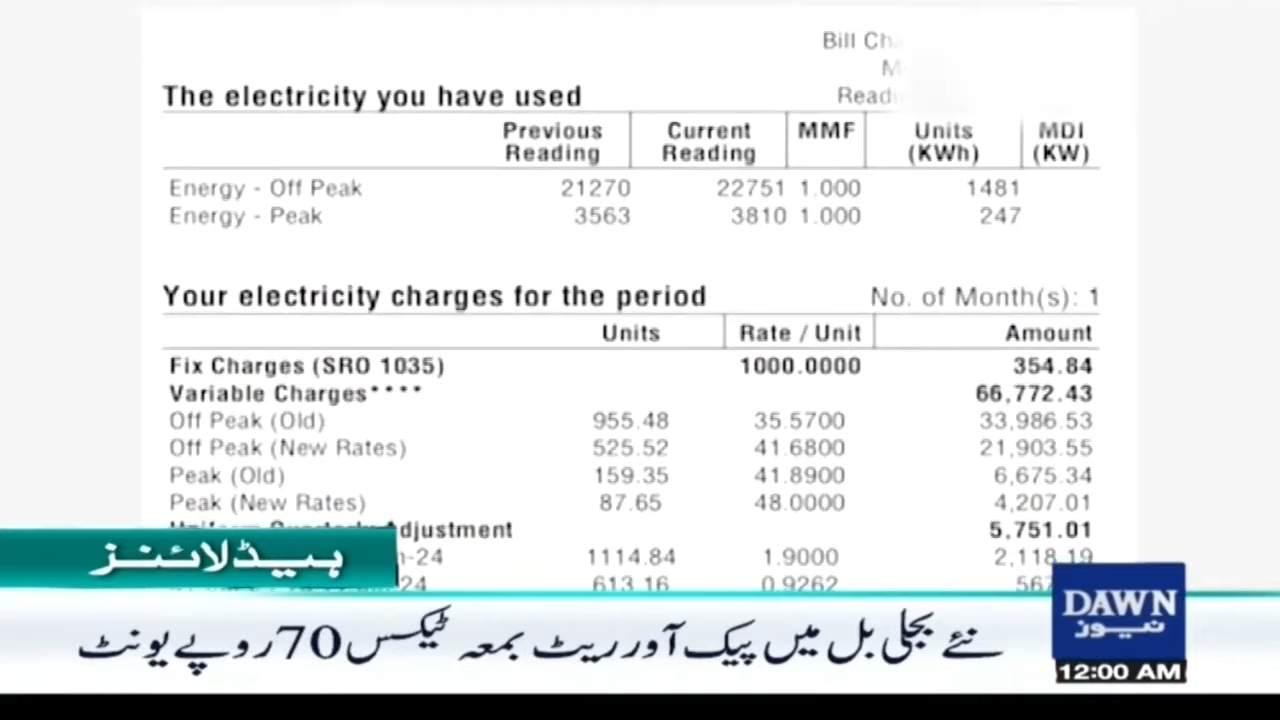 Bill
The electricity you have used
Previous Reading Current Reading MMF Units (KWh) MDI (KW)
Energy - Off Peak 21270 22751 1.000 1481
Energy - Peak 3563 3810 1.000 247
Your electricity charges for the period No. of Month(s): 1
Units Rate / Unit Amount
Fix Charges (SRO 1035) 1000.0000 354.84
Variable Charges**** 66,772.43
Off Peak (Old) 955.48 35.5700 33,986.53
Off Peak (New Rates) 525.52 41.6800 21,903.55
Peak (Old) 159.35 41.8900 6,675.34
Peak (New Rates) 87.65 48.0000 4,207.01
5,751.01
1114.84 1.9000 2,118.19
613.16 0.9262
ہیڈلائنز
نئے بجلی بل میں پیک آور ریٹ بمعہ ٹیکس 70 روپے یونٹ
DAWN
نیوز
12:00 AM